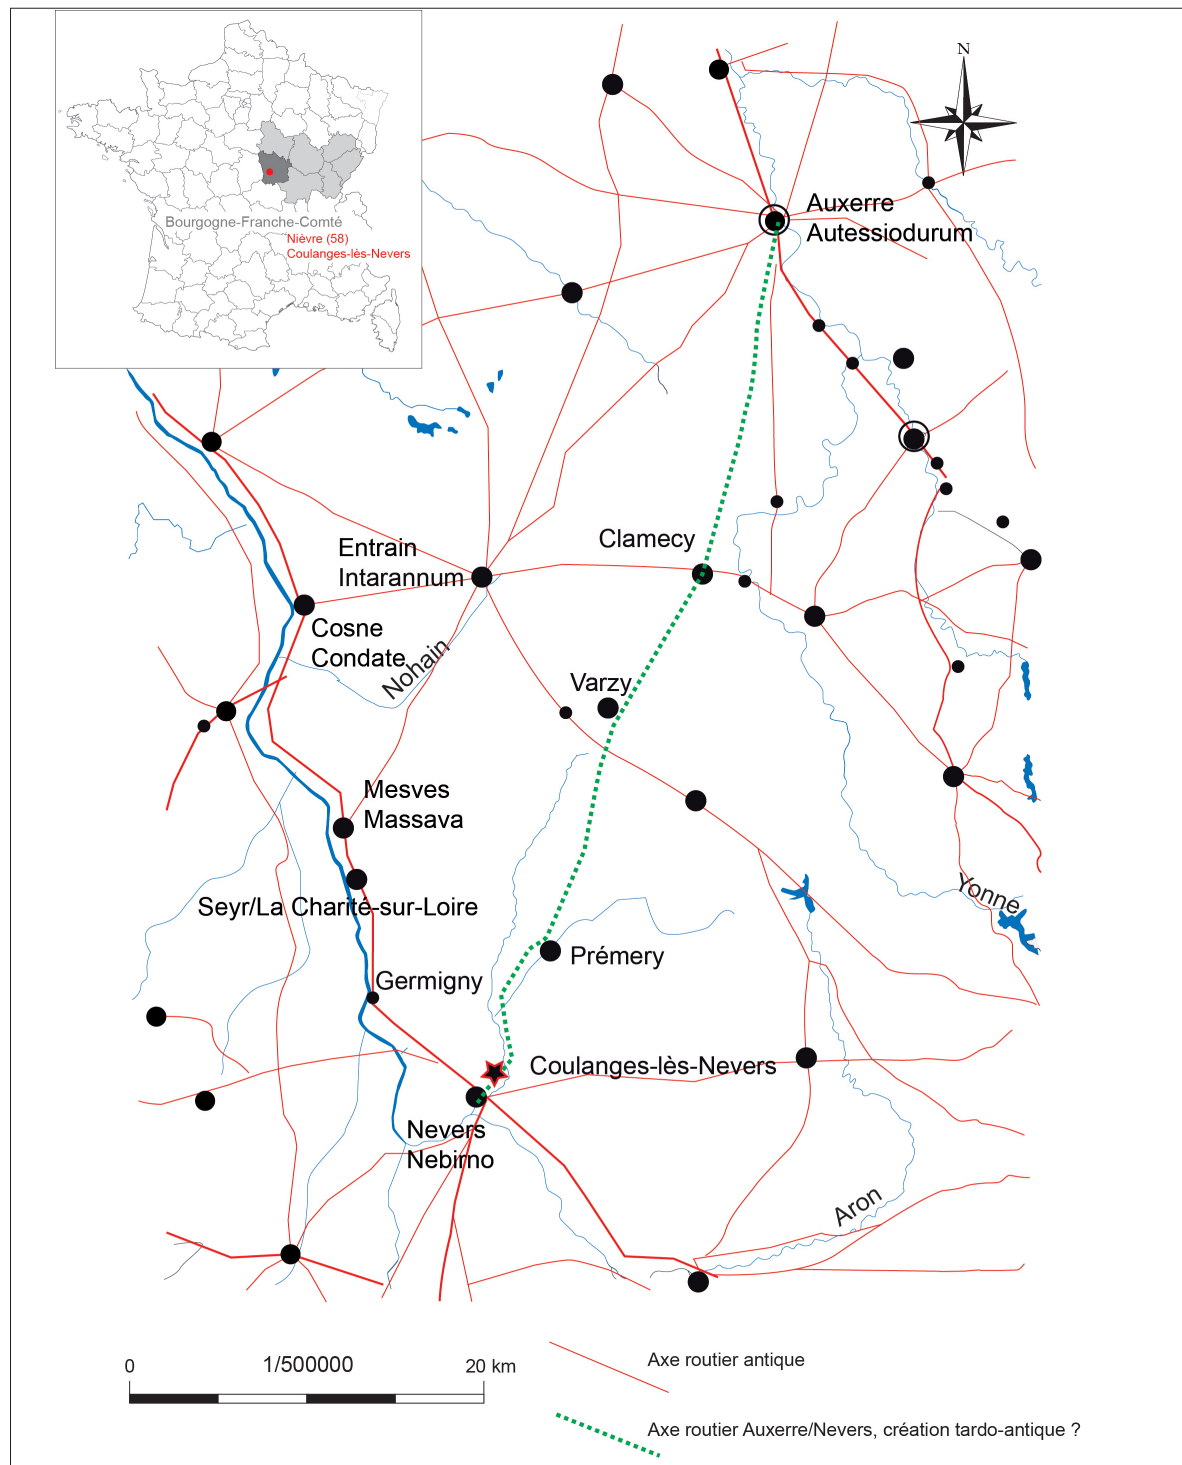 Bourgogne-Franche-Comté
Nièvre (58)
Coulanges-lès-Nevers
N
Auxerre
Autessiodurum
Clamecy
Entrain
Intarannum
Cosne
Condate
Nohain
Varzy
Mesves
Massava
Seyr/La Charité-sur-Loire
Yonne
Prémery
Germigny
Coulanges-lès-Nevers
Nevers
Nebirno
Aron
0
1/500000
20 km
Axe routier antique
Axe routier Auxerre/Nevers, création tardo-antique ?